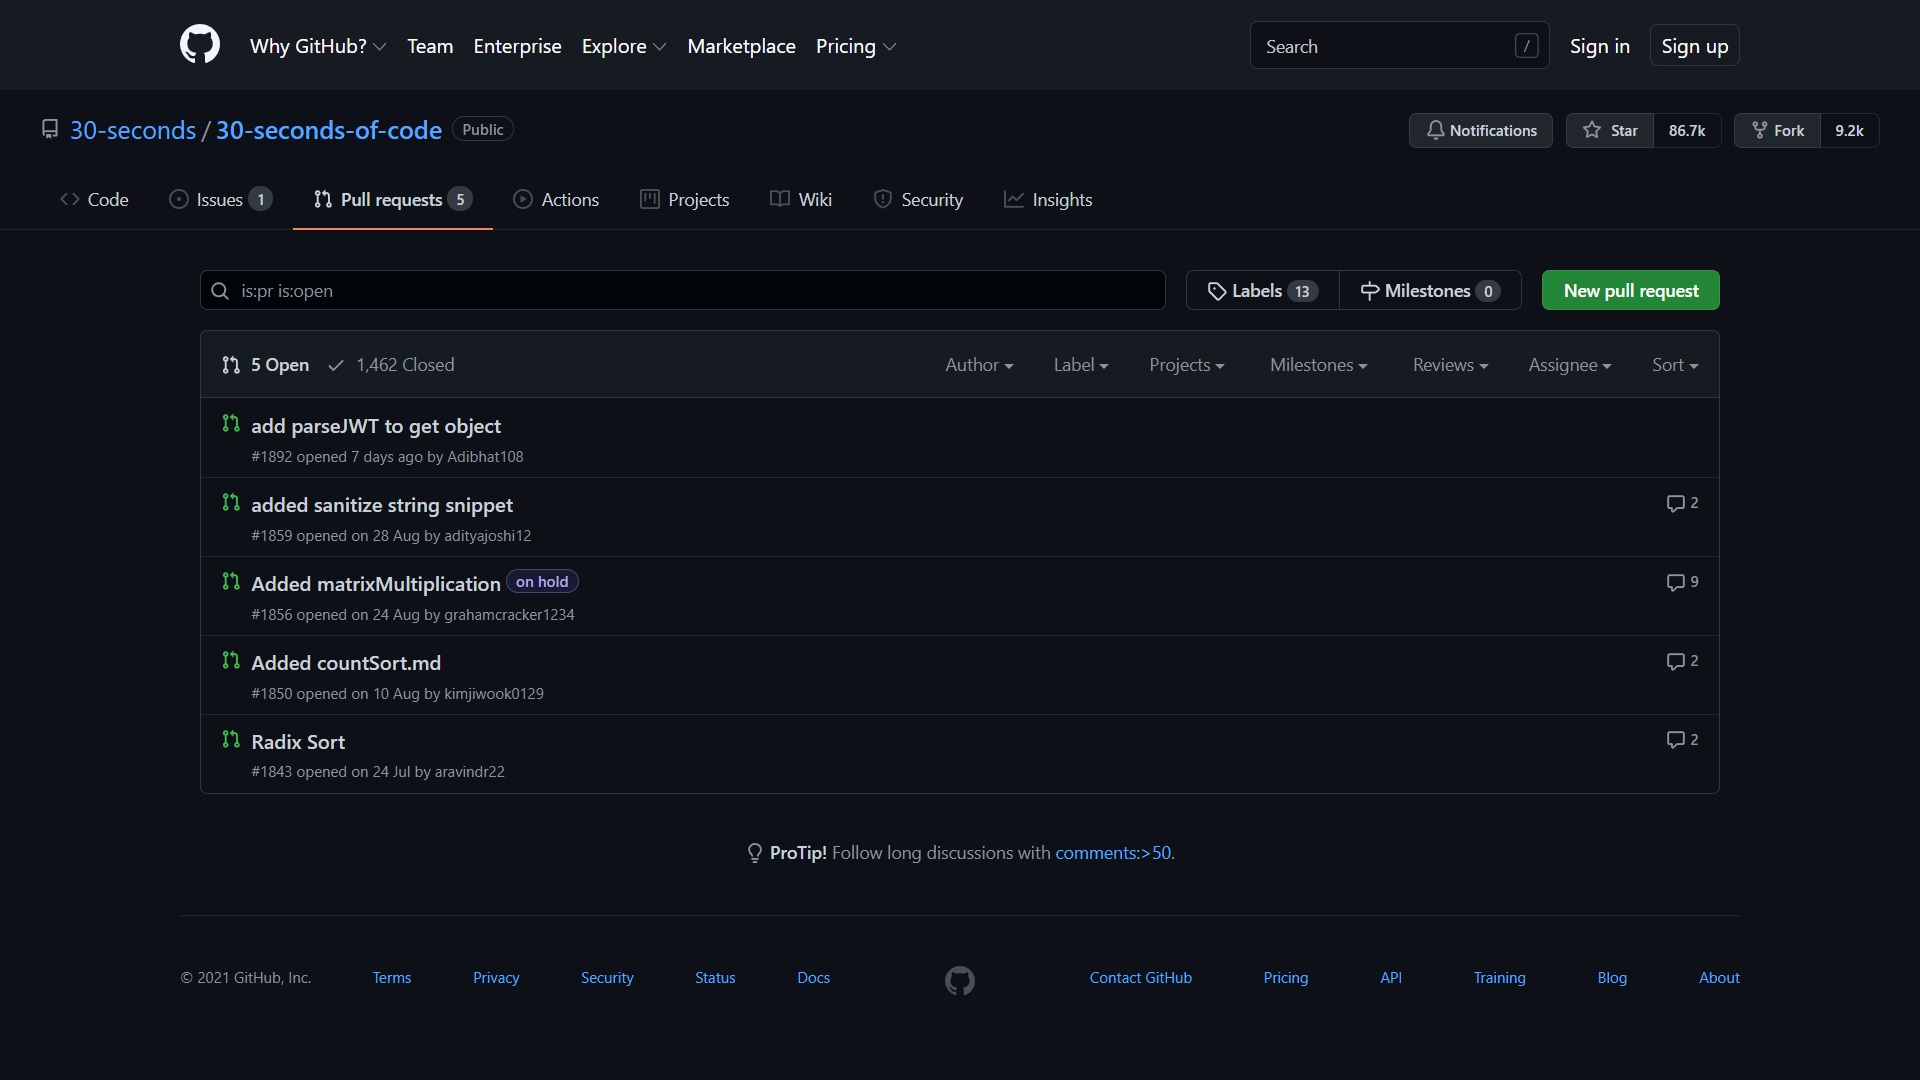 Why GitHub? Team Enterprise Explore Marketplace Pricing Search / Sign in Sign up
30-seconds / 30-seconds-of-code Public Notifications Star 86.7k Fork 9.2k
Code Issues 1 Pull requests 5 Actions Projects Wiki Security Insights
is:pr is:open Labels 13 Milestones 0 New pull request
5 Open 1,462 Closed Author Label Projects Milestones Reviews Assignee Sort
add parseJWT to get object
#1892 opened 7 days ago by Adibhat108
added sanitize string snippet 2
#1859 opened on 28 Aug by adityajoshi12
Added matrixMultiplication on hold 9
#1856 opened on 24 Aug by grahamcracker1234
Added countSort.md 2
#1850 opened on 10 Aug by kimjiwook0129
Radix Sort 2
#1843 opened on 24 Jul by aravindr22
ProTip! Follow long discussions with comments:>50.
© 2021 GitHub, Inc. Terms Privacy Security Status Docs Contact GitHub Pricing API Training Blog About